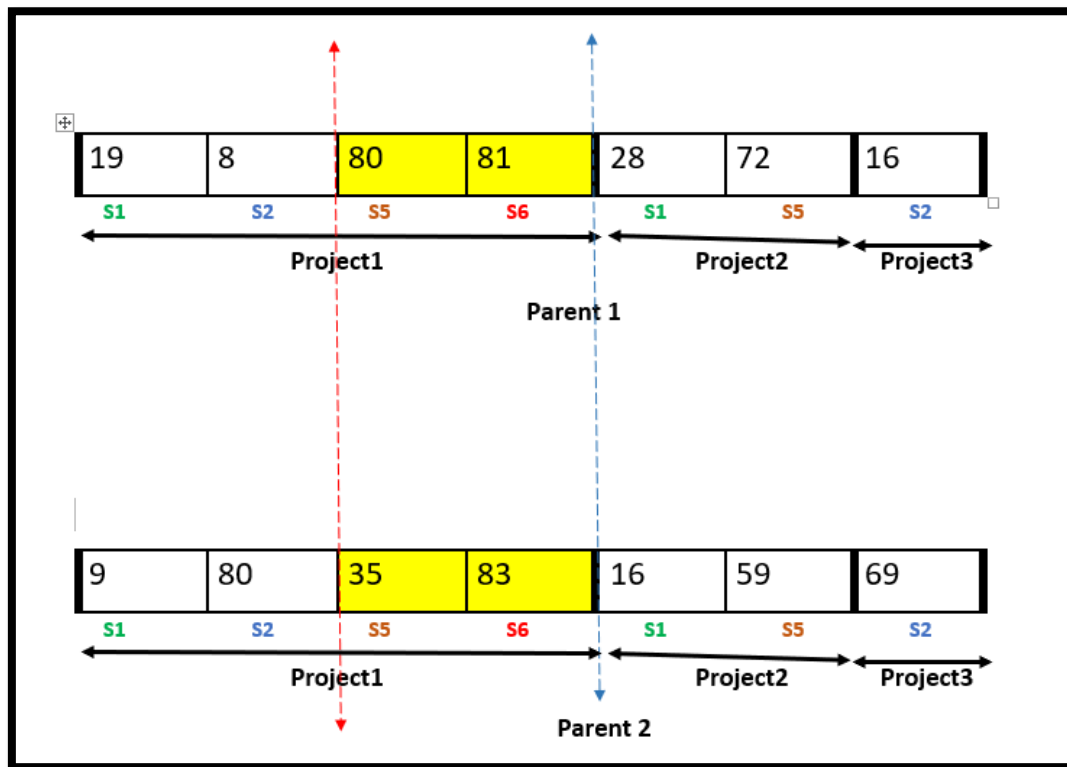 19 8 80 81 28 72 16
S1 S2 S5 S6 S1 S5 S2
Project1 Project2 Project3
Parent 1
9 80 35 83 16 59 69
S1 S2 S5 S6 S1 S5 S2
Project1 Project2 Project3
Parent 2